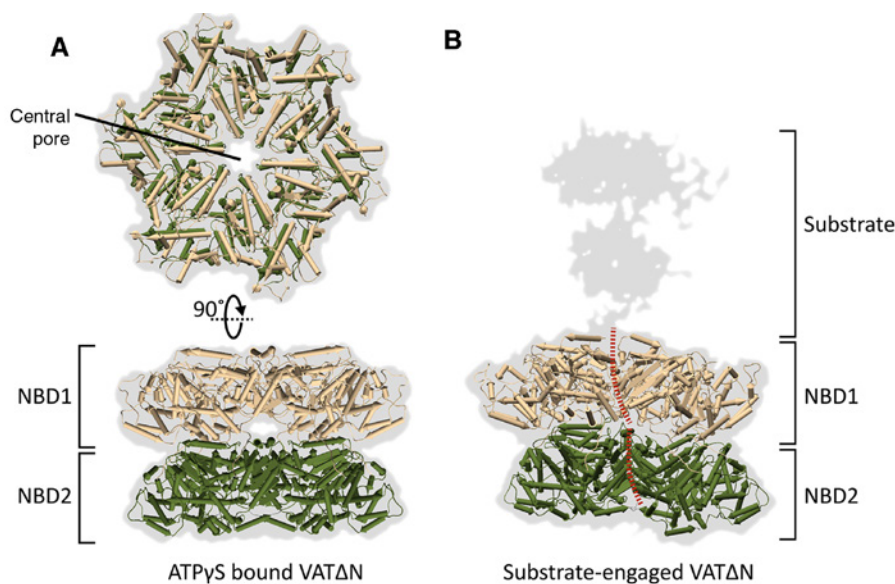 A
Central
pore
90°
NBD1
NBD2
ATPγS bound VATΔN
B
Substrate
NBD1
NBD2
Substrate-engaged VATΔN